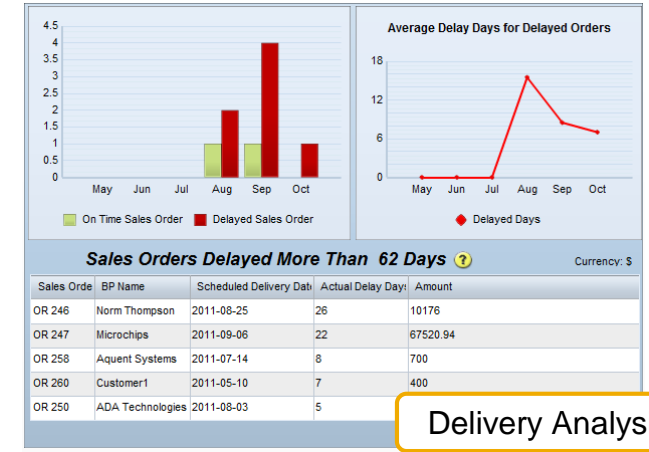 4.5
4
3.5
3
2.5
2
1.5
1
0.5
0
May Jun Jul Aug Sep Oct
On Time Sales Order Delayed Sales Order
Average Delay Days for Delayed Orders
18
12
6
0
May Jun Jul Aug Sep Oct
Delayed Days
Sales Orders Delayed More Than 62 Days ?
Currency: $
Sales Orde BP Name Scheduled Delivery Dat Actual Delay Day Amount
OR 246 Norm Thompson 2011-08-25 26 10176
OR 247 Microchips 2011-09-06 22 67520.94
OR 258 Aquent Systems 2011-07-14 8 700
OR 260 Customer1 2011-05-10 7 400
OR 250 ADA Technologies 2011-08-03 5
Delivery Analys